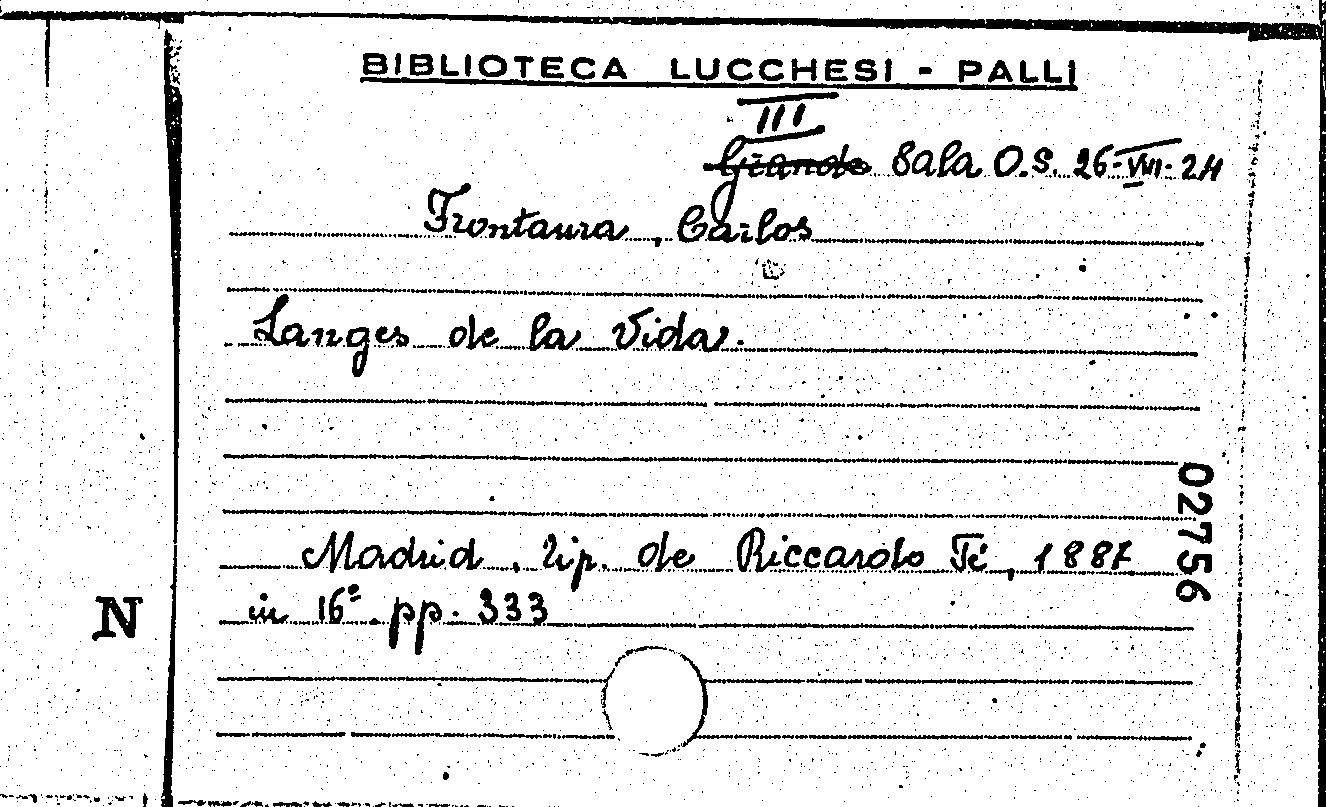 BIBLIOTECA LUCCHESI - PALLI
III
Grande Sala O.S. 26-VIII-24
Frontaura, Carlos
Langes de la Vida.
Madrid, Tip. de Riccardo Fé, 1887
in 16° pp. 333
02756
N